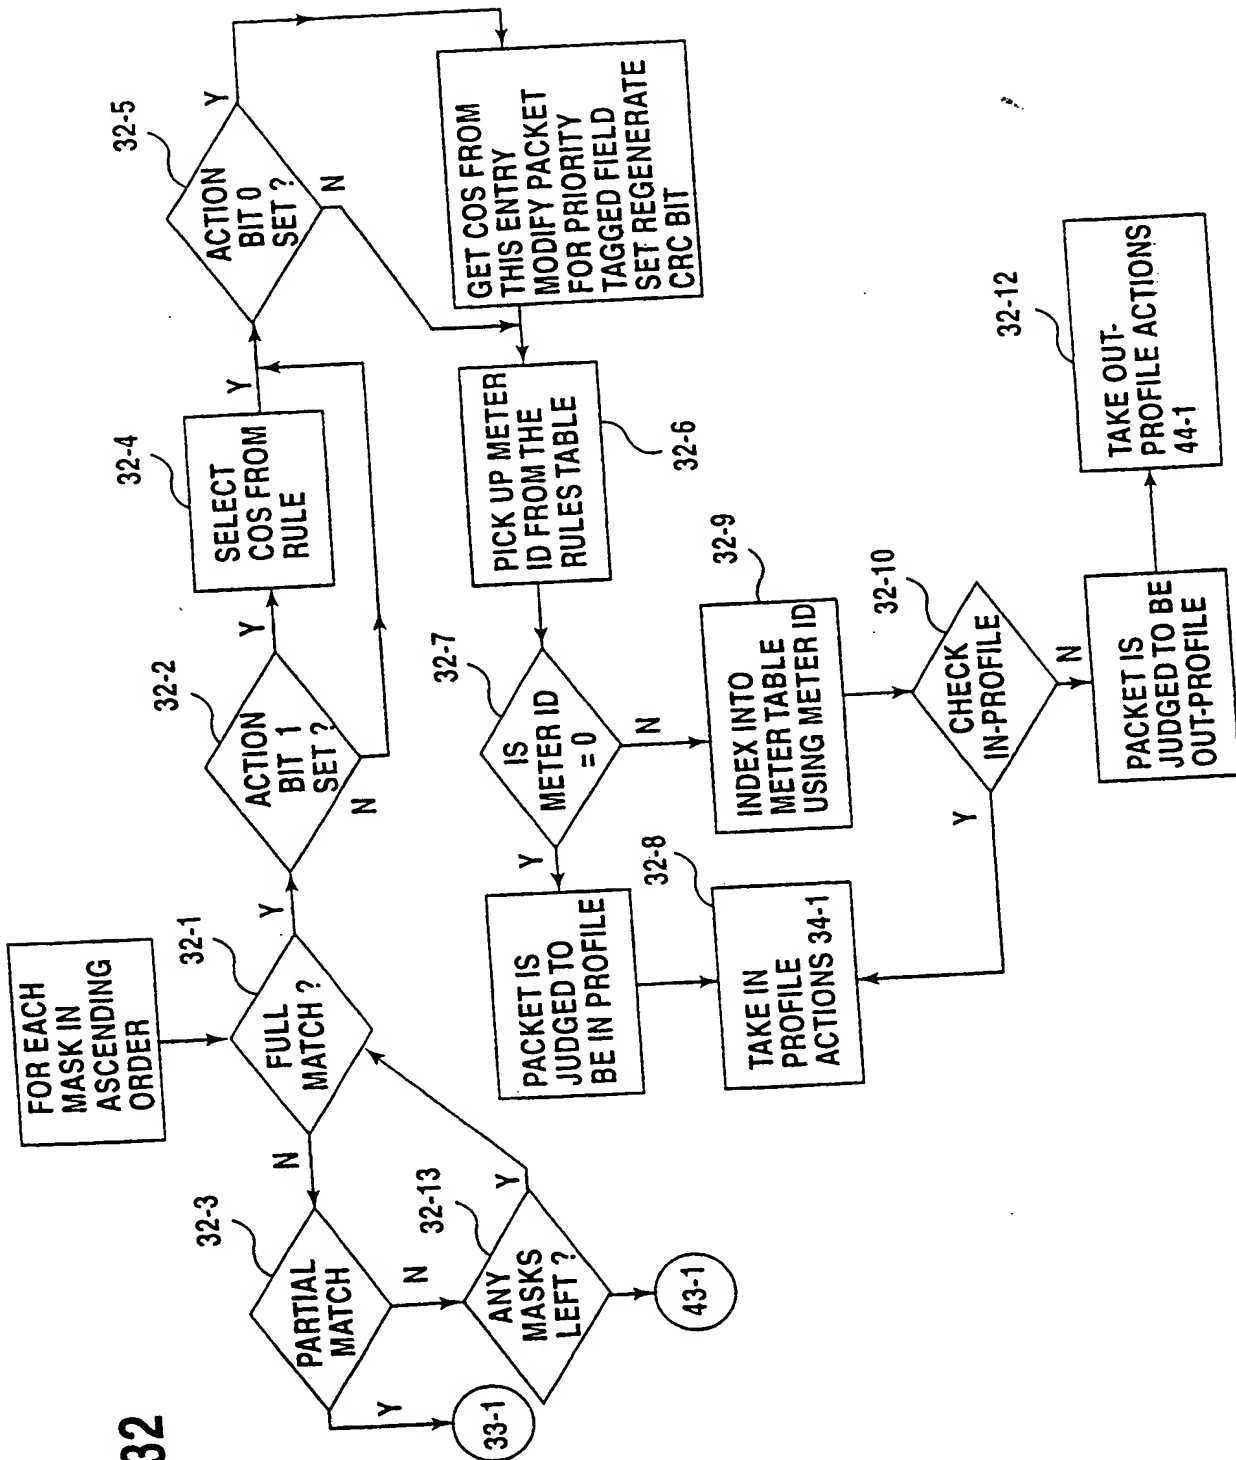 32
FOR EACH
MASK IN
ASCENDING
ORDER
32-1
FULL
MATCH ?
Y
N
32-3
PARTIAL
MATCH
Y
N
33-1
32-13
ANY
MASKS
LEFT ?
Y
43-1
32-2
ACTION
BIT 1
SET ?
Y
N
32-4
SELECT
COS FROM
RULE
Y
32-5
ACTION
BIT 0
SET ?
Y
N
GET COS FROM
THIS ENTRY
MODIFY PACKET
FOR PRIORITY
TAGGED FIELD
SET REGENERATE
CRC BIT
PICK UP METER
ID FROM THE
RULES TABLE
32-6
32-7
IS
METER ID
= 0
Y
N
PACKET IS
JUDGED TO
BE IN PROFILE
32-8
TAKE IN
PROFILE
ACTIONS 34-1
32-9
INDEX INTO
METER TABLE
USING METER ID
32-10
CHECK
IN-PROFILE
Y
N
PACKET IS
JUDGED TO BE
OUT-PROFILE
32-12
TAKE OUT-
PROFILE ACTIONS
44-1